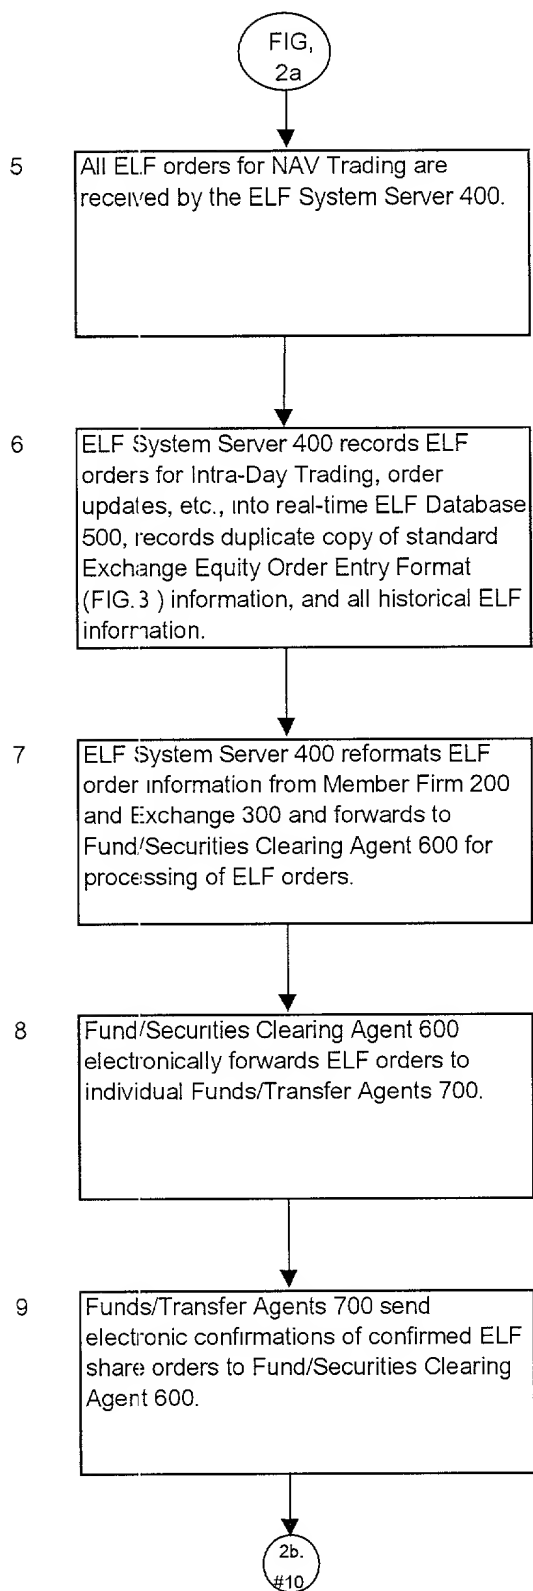 FIG,
2a
5
All ELF orders for NAV Trading are
received by the ELF System Server 400.
6
ELF System Server 400 records ELF
orders for Intra-Day Trading, order
updates, etc., into real-time ELF Database
500, records duplicate copy of standard
Exchange Equity Order Entry Format
(FIG.3 ) information, and all historical ELF
information.
7
ELF System Server 400 reformats ELF
order information from Member Firm 200
and Exchange 300 and forwards to
Fund/Securities Clearing Agent 600 for
processing of ELF orders.
8
Fund/Securities Clearing Agent 600
electronically forwards ELF orders to
individual Funds/Transfer Agents 700.
9
Funds/Transfer Agents 700 send
electronic confirmations of confirmed ELF
share orders to Fund/Securities Clearing
Agent 600.
2b.
#10